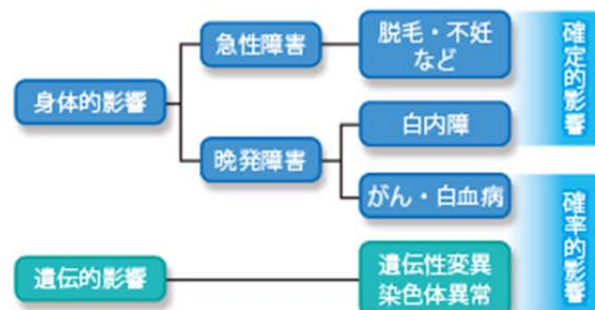 身体的影響
急性障害
脱毛・不妊
など
晩発障害
白内障
がん・白血病
確定的影響
遺伝的影響
遺伝性変異
染色体異常
確率的影響